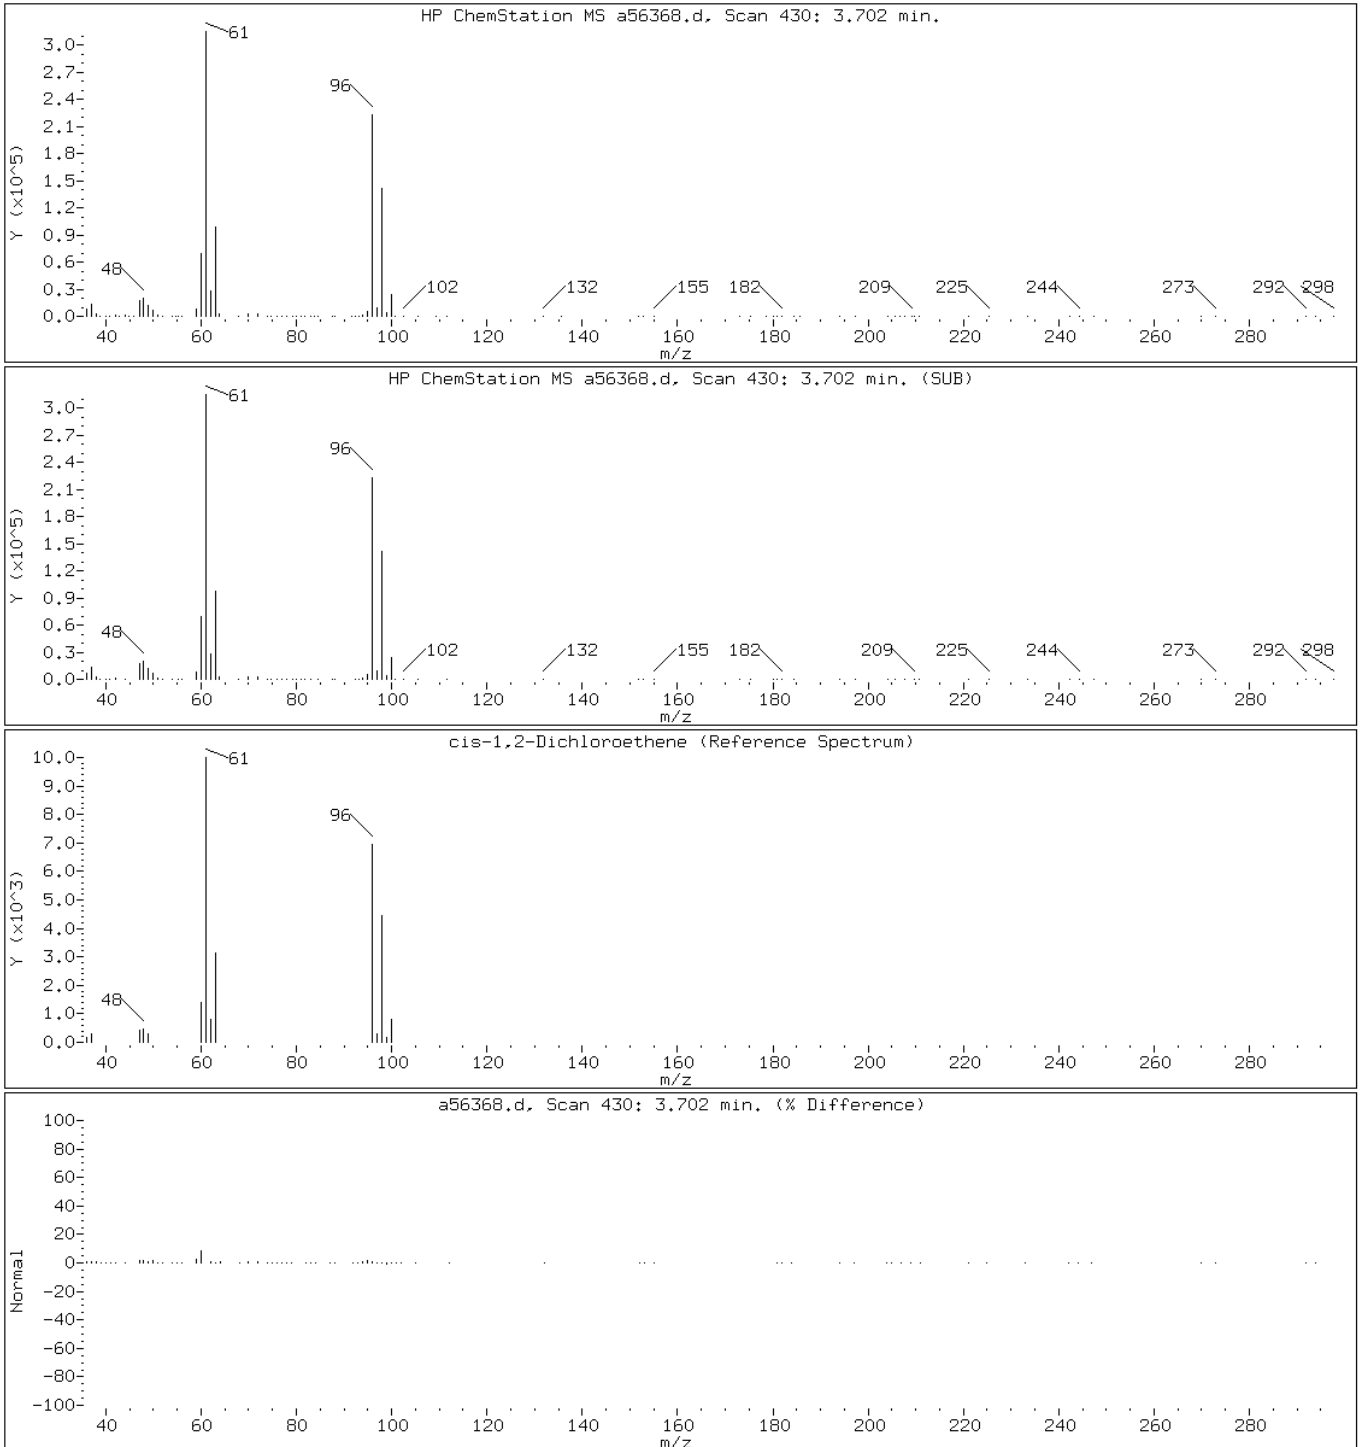 HP ChemStation MS a56368.d, Scan 430: 3.702 min.
Y (x10^5)
3.0
2.7
2.4
2.1
1.8
1.5
1.2
0.9
0.6
0.3
0.0
61
96
48
102 132 155 182 209 225 244 273 292 298
40 60 80 100 120 140 160 180 200 220 240 260 280
m/z
HP ChemStation MS a56368.d, Scan 430: 3.702 min. (SUB)
Y (x10^5)
3.0
2.7
2.4
2.1
1.8
1.5
1.2
0.9
0.6
0.3
0.0
61
96
48
102 132 155 182 209 225 244 273 292 298
40 60 80 100 120 140 160 180 200 220 240 260 280
m/z
cis-1,2-Dichloroethene (Reference Spectrum)
Y (x10^3)
10.0
9.0
8.0
7.0
6.0
5.0
4.0
3.0
2.0
1.0
0.0
61
96
48
40 60 80 100 120 140 160 180 200 220 240 260 280
m/z
a56368.d, Scan 430: 3.702 min. (% Difference)
Normal
100
80
60
40
20
0
-20
-40
-60
-80
-100
40 60 80 100 120 140 160 180 200 220 240 260 280
m/z